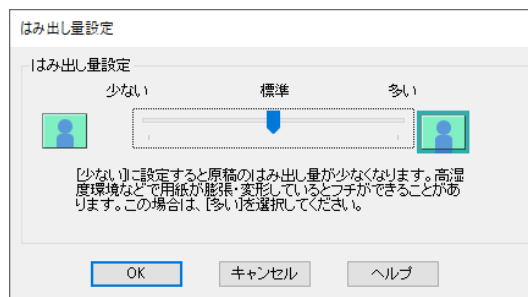 はみ出し量設定
はみ出し量設定
少ない 標準 多い
[少ない]に設定すると原稿のはみ出し量が少なくなります。高湿
度環境などで用紙が膨張・変形しているとフチができることがあ
ります。この場合は、[多い]を選択してください。
OK キャンセル ヘルプ